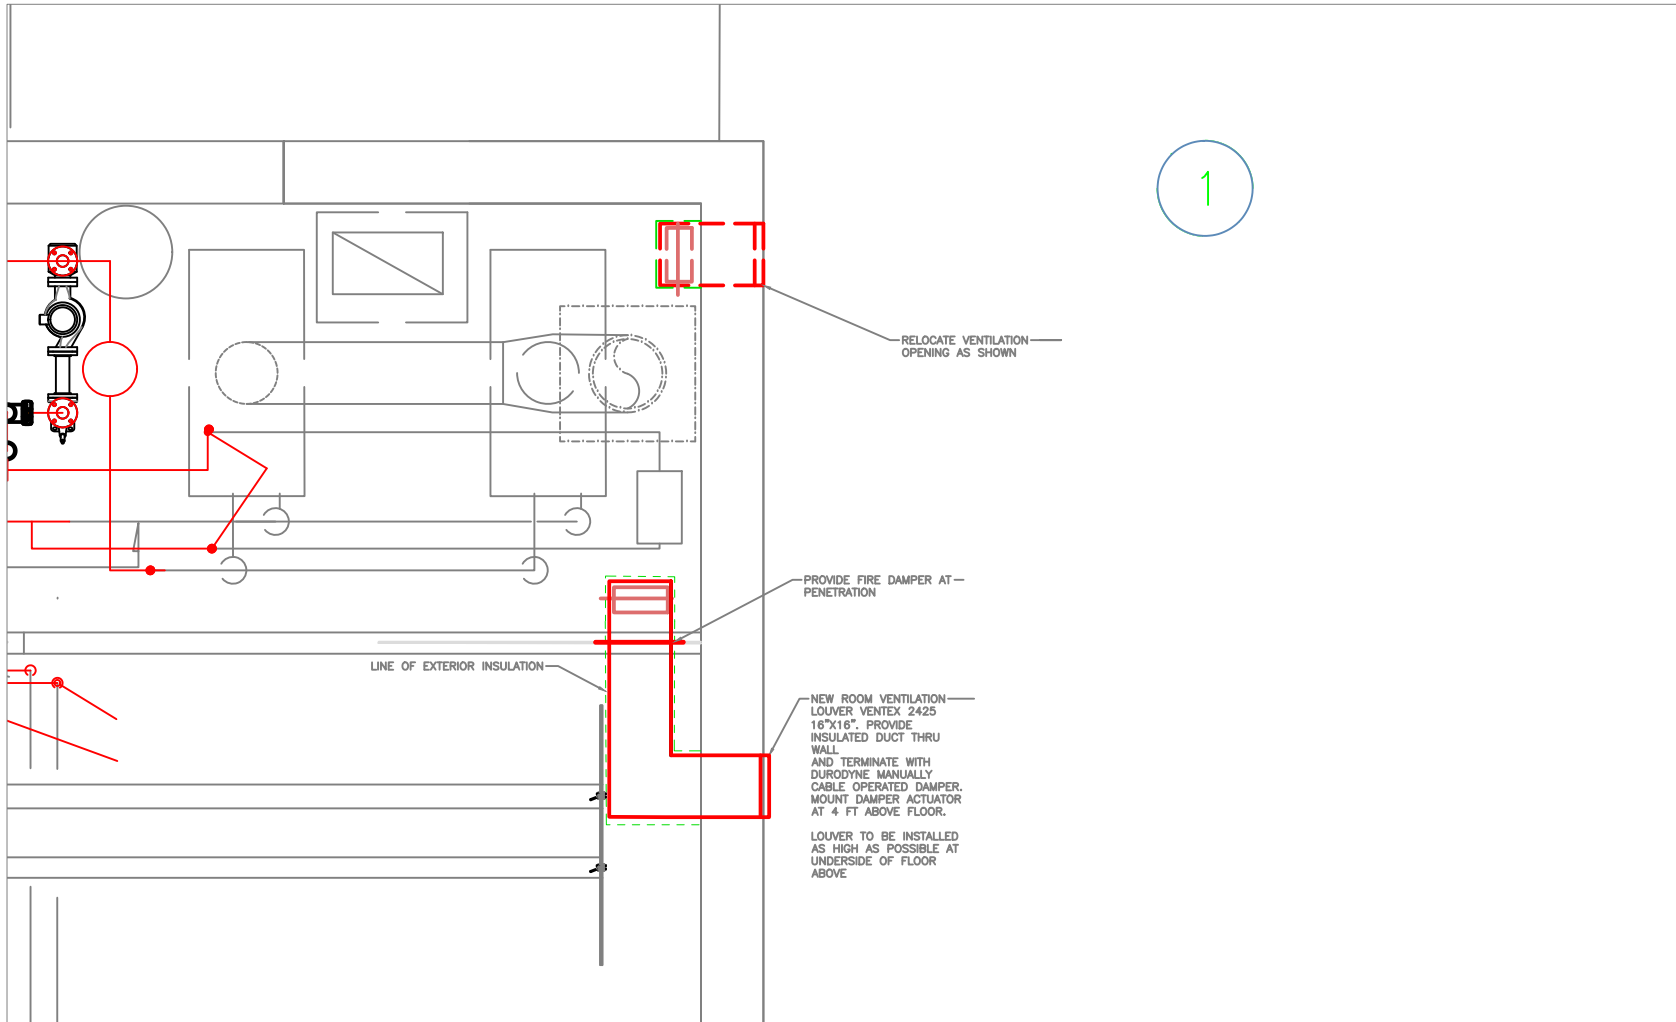 1
RELOCATE VENTILATION
OPENING AS SHOWN
PROVIDE FIRE DAMPER AT
PENETRATION
LINE OF EXTERIOR INSULATION
NEW ROOM VENTILATION
LOUVER VENTEX 2425
16"X16". PROVIDE
INSULATED DUCT THRU
WALL
AND TERMINATE WITH
DURODYNE MANUALLY
CABLE OPERATED DAMPER.
MOUNT DAMPER ACTUATOR
AT 4 FT ABOVE FLOOR.
LOUVER TO BE INSTALLED
AS HIGH AS POSSIBLE AT
UNDERSIDE OF FLOOR
ABOVE